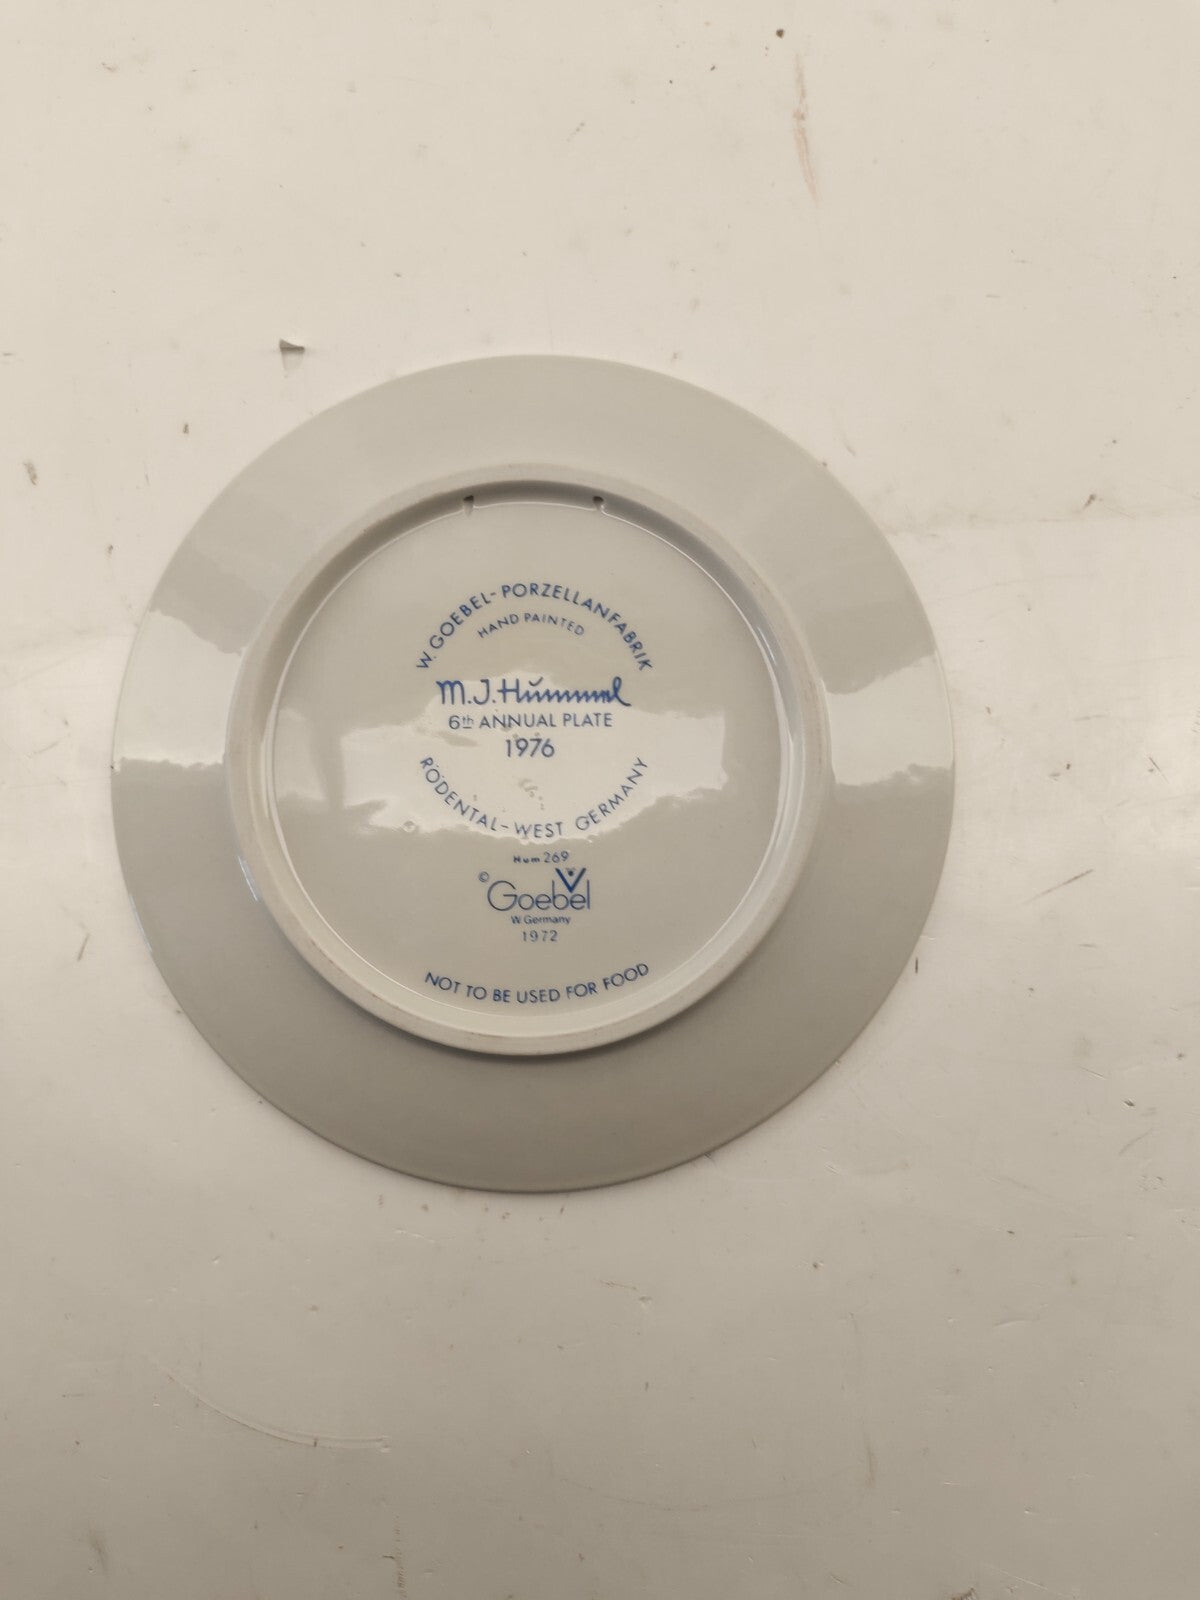 W. GOEBEL-PORZELLANFABRIK
HAND PAINTED
M.J.Hŭmmel
6th ANNUAL PLATE
1976
RÖDENTAL-WEST GERMANY
Hum 269
© Goebel
W. Germany
1972
NOT TO BE USED FOR FOOD